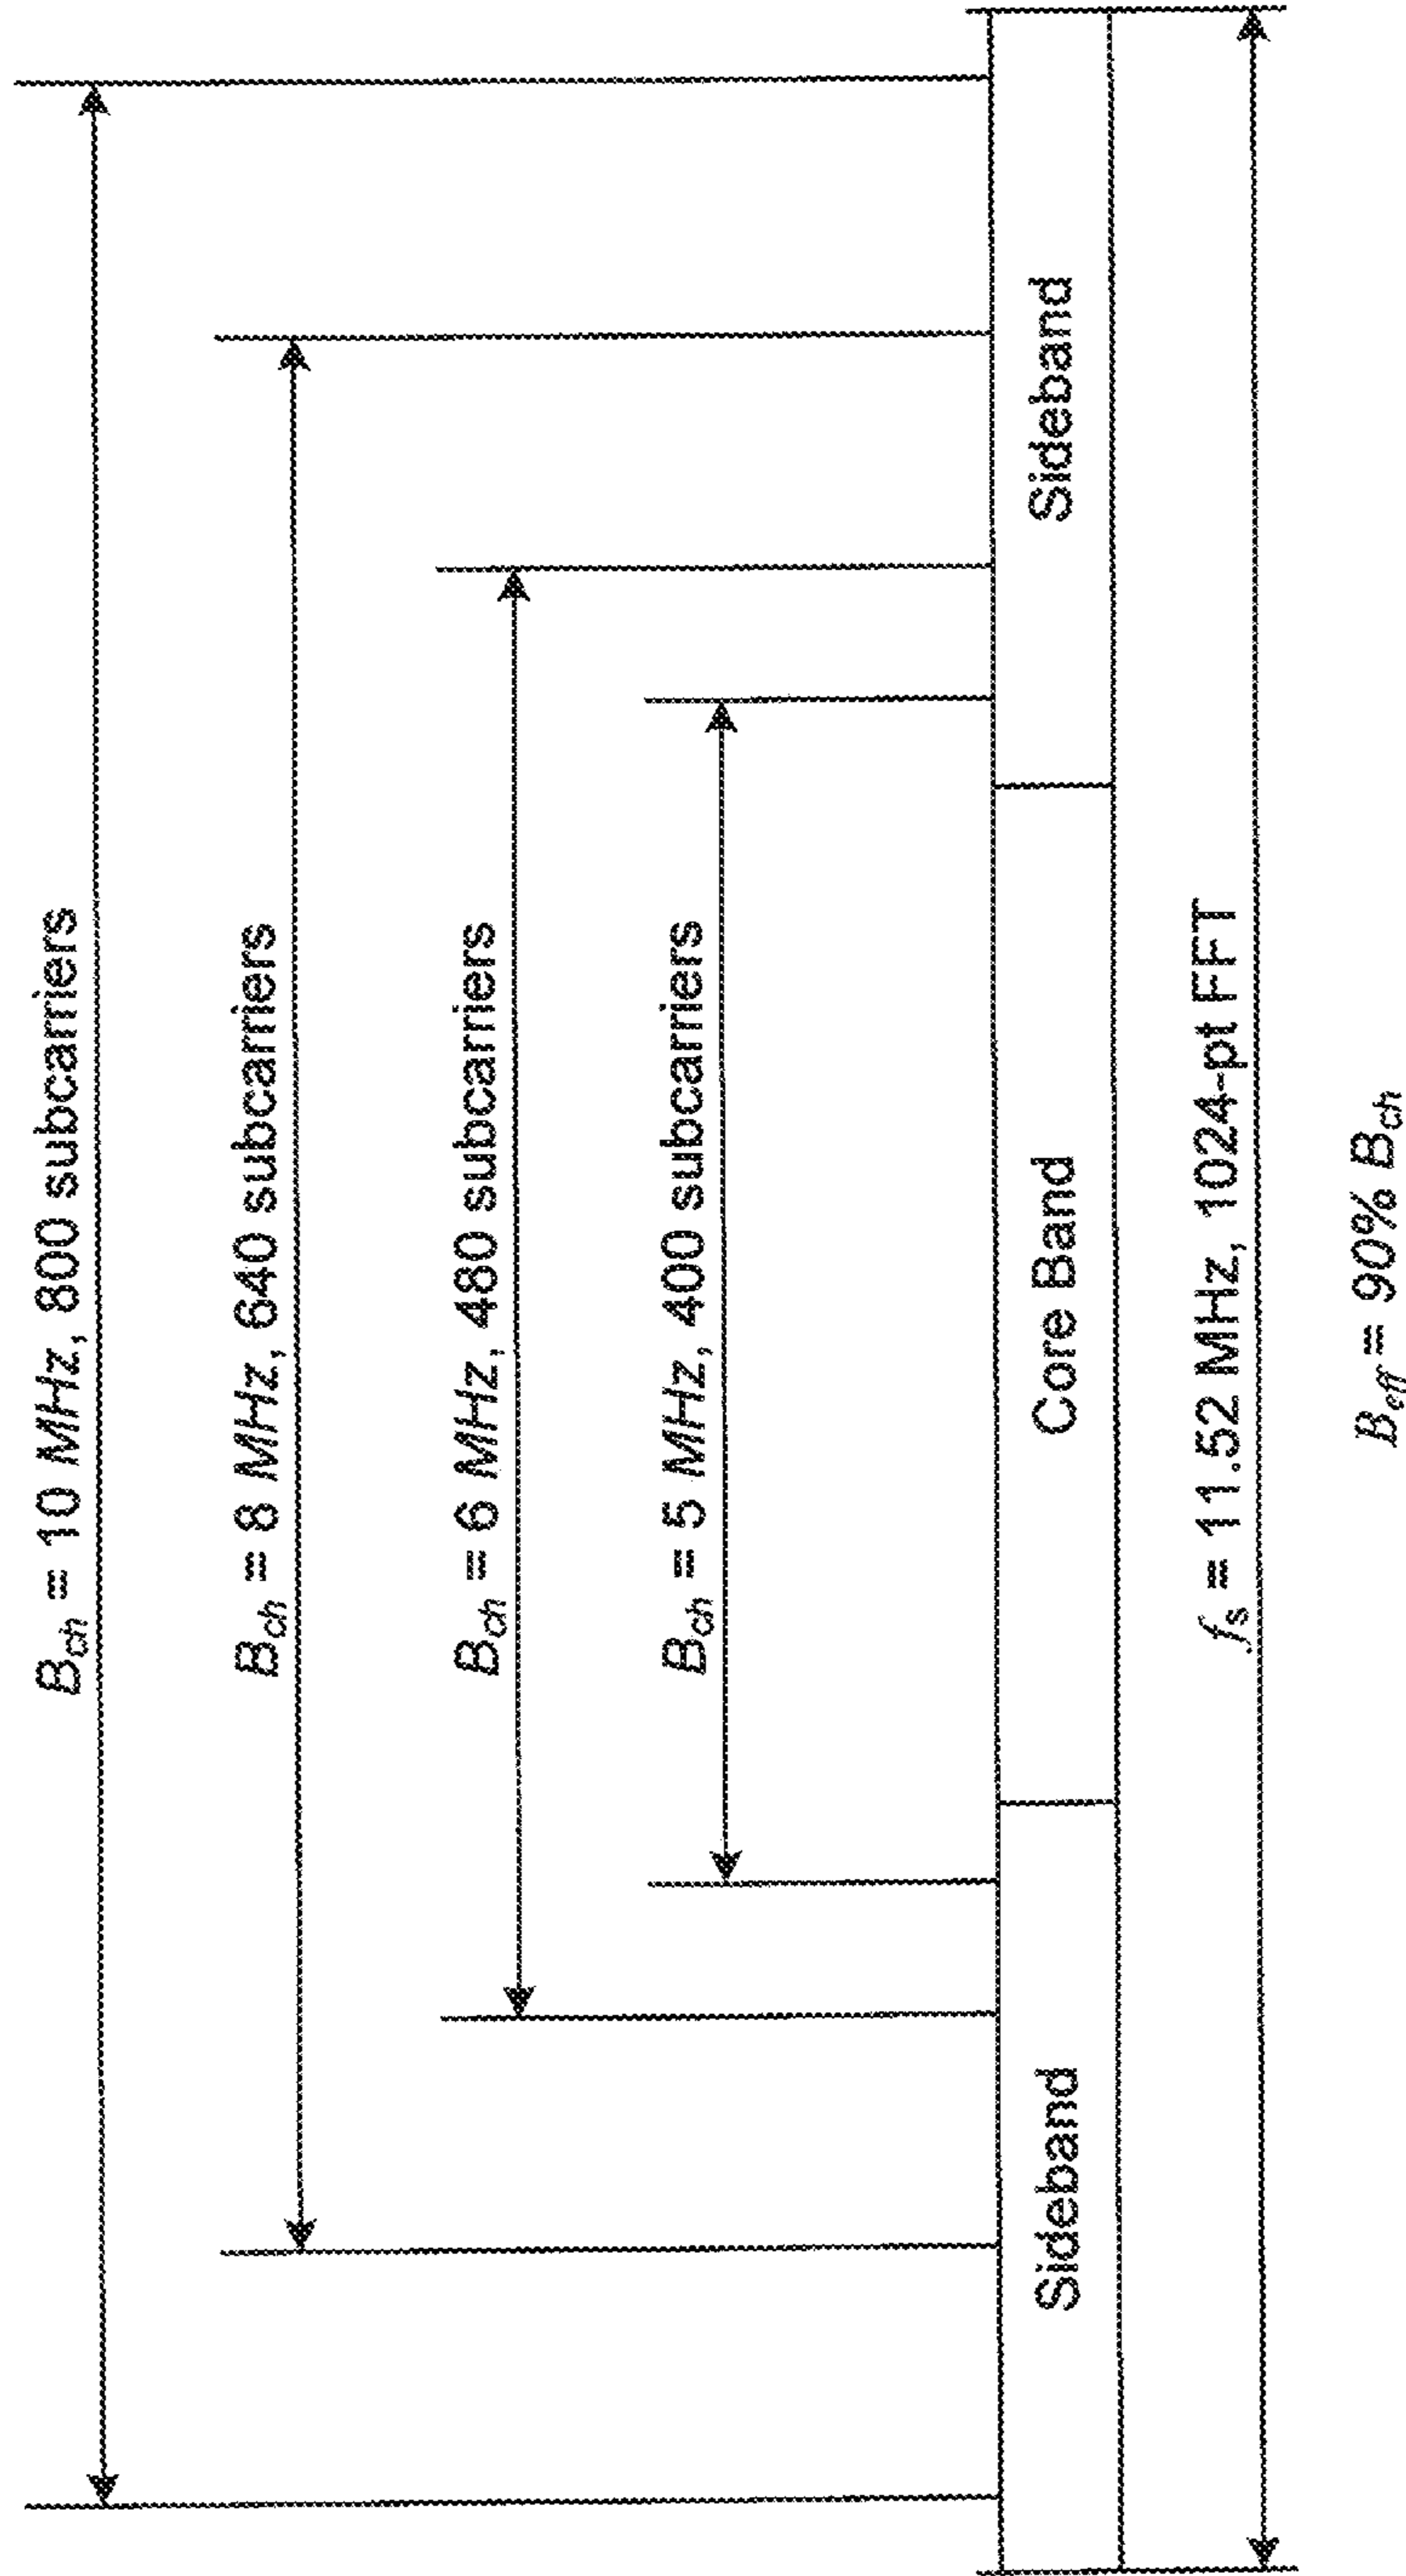 B_ch = 10 MHz, 800 subcarriers
B_ch = 8 MHz, 640 subcarriers
B_ch = 6 MHz, 480 subcarriers
B_ch = 5 MHz, 400 subcarriers
Sideband
Core Band
Sideband
f_s = 11.52 MHz, 1024-pt FFT
B_eff = 90% B_ch